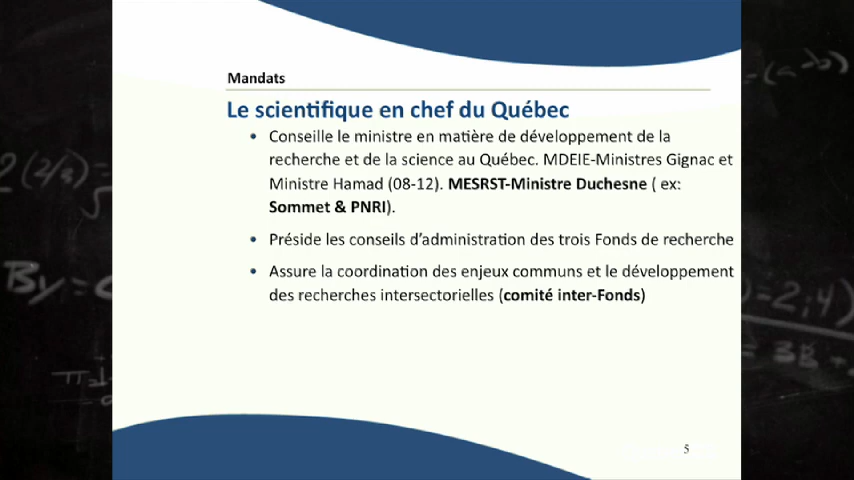 Mandats
Le scientifique en chef du Québec
• Conseille le ministre en matière de développement de la
recherche et de la science au Québec. MDEIE-Ministres Gignac et
Ministre Hamad (08-12). MESRST-Ministre Duchesne ( ex:
Sommet & PNRI).
• Préside les conseils d'administration des trois Fonds de recherche
• Assure la coordination des enjeux communs et le développement
des recherches intersectorielles (comité inter-Fonds)
5